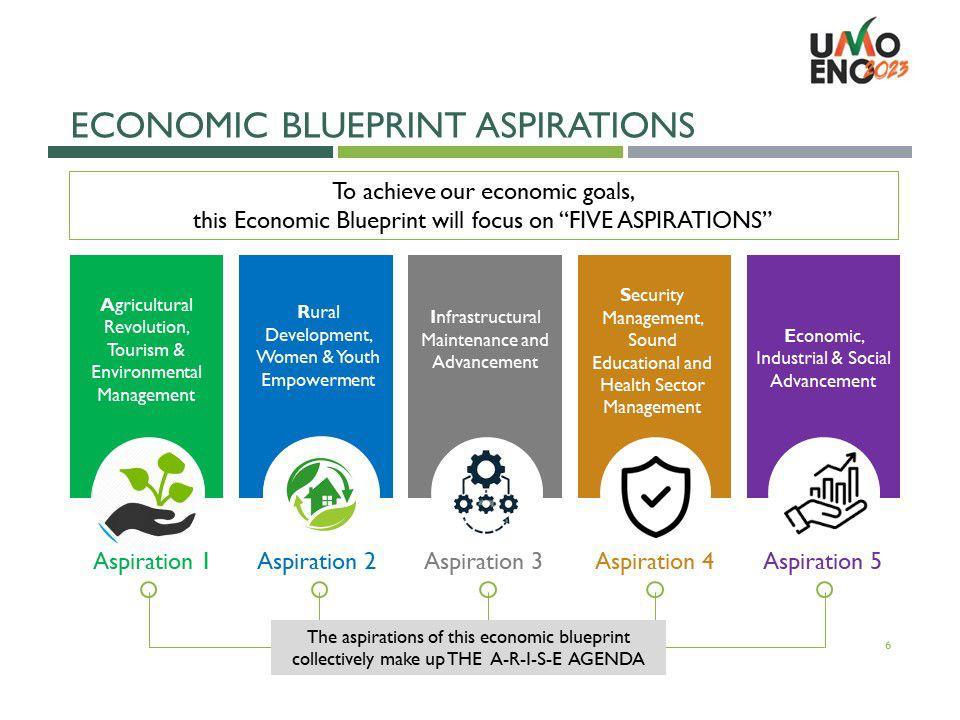 UMO
ENO 2023
ECONOMIC BLUEPRINT ASPIRATIONS
To achieve our economic goals,
this Economic Blueprint will focus on “FIVE ASPIRATIONS”
Agricultural
Revolution,
Tourism &
Environmental
Management
Rural
Development,
Women & Youth
Empowerment
Infrastructural
Maintenance and
Advancement
Security
Management,
Sound
Educational and
Health Sector
Management
Economic,
Industrial & Social
Advancement
Aspiration 1
Aspiration 2
Aspiration 3
Aspiration 4
Aspiration 5
The aspirations of this economic blueprint
collectively make up THE A-R-I-S-E AGENDA
6